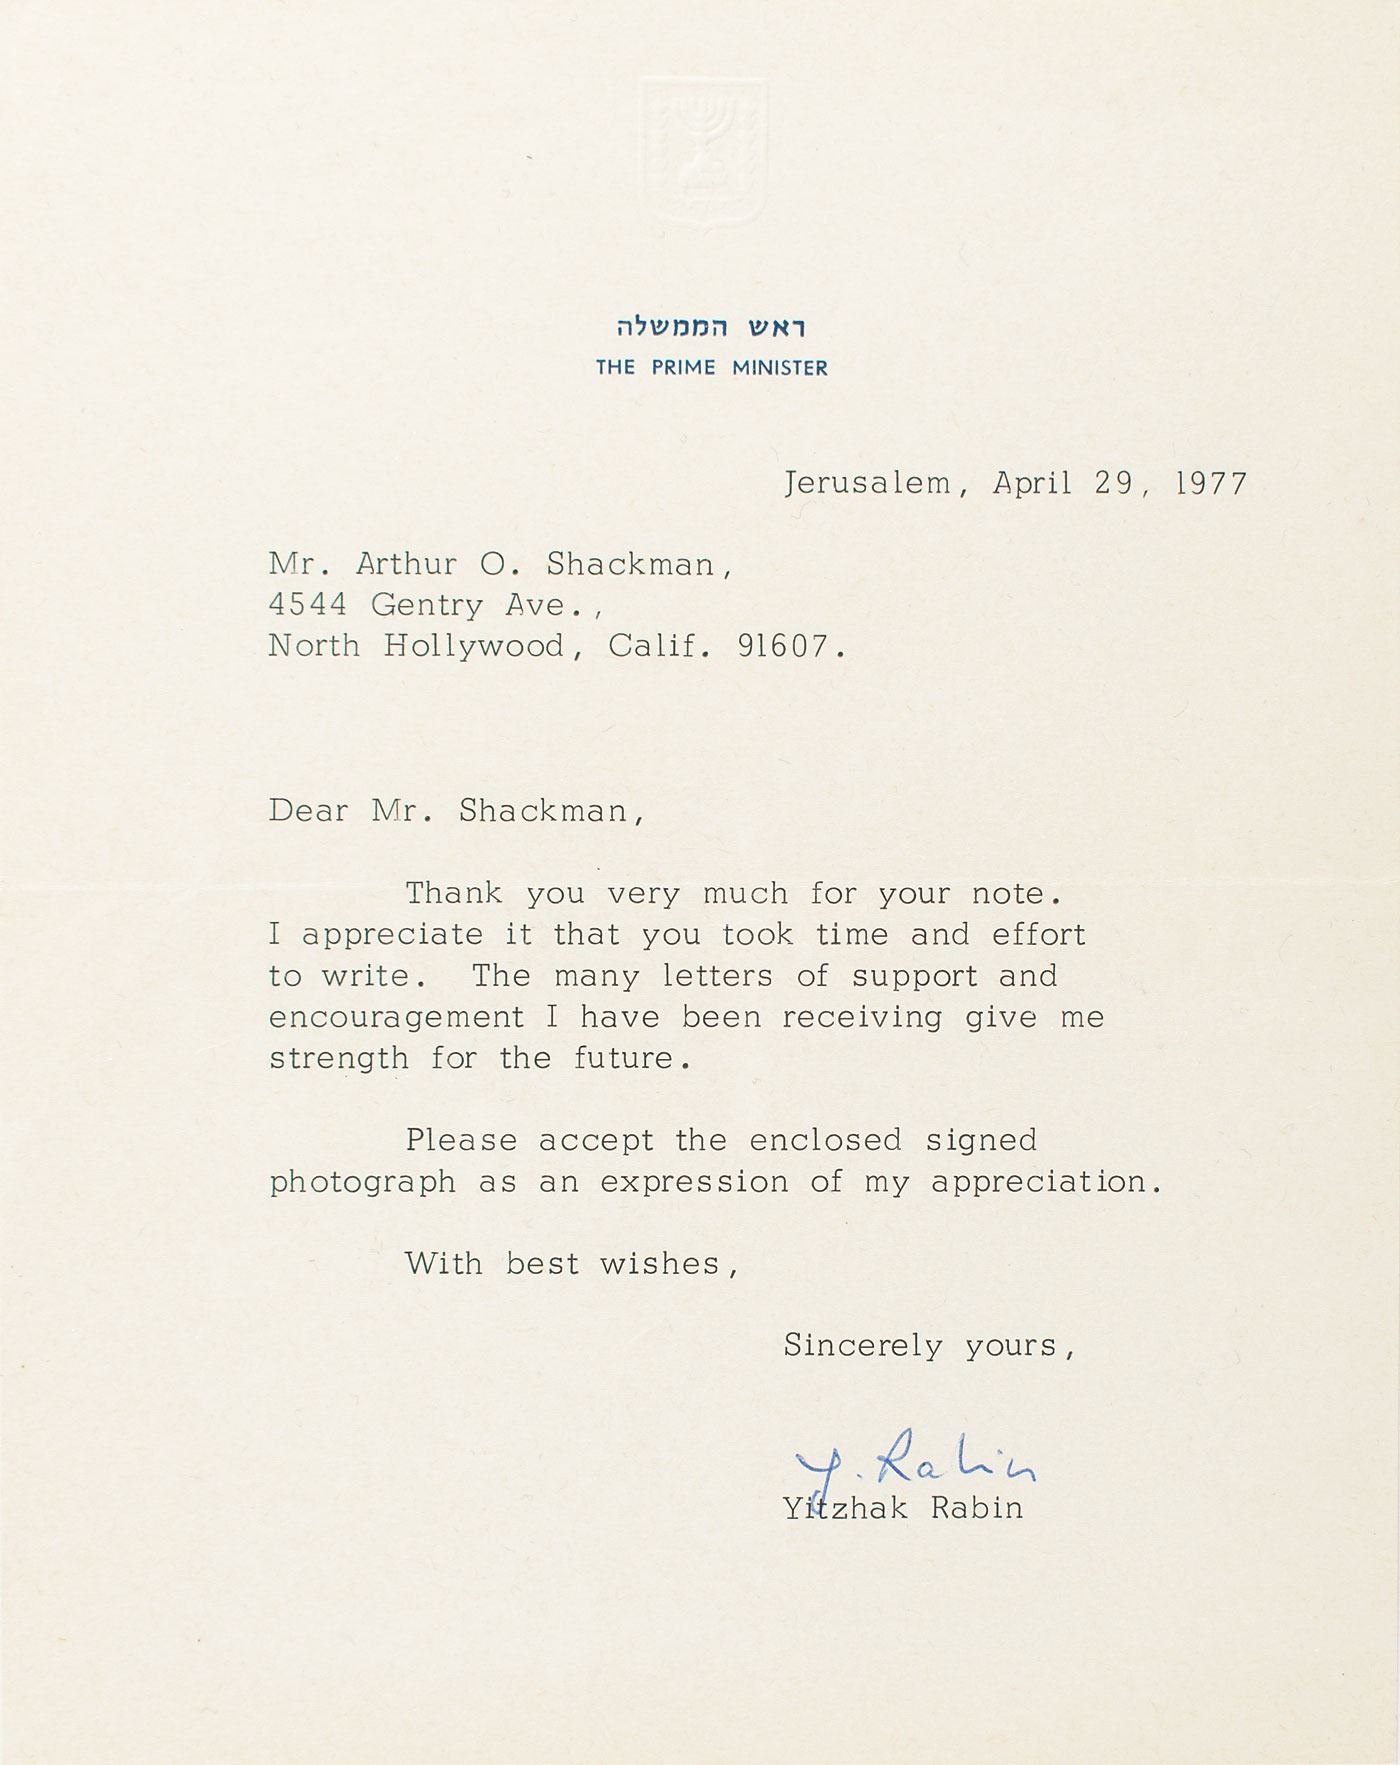 ראש הממשלה
THE PRIME MINISTER
Jerusalem, April 29, 1977
Mr. Arthur O. Shackman,
4544 Gentry Ave.,
North Hollywood, Calif. 91607.
Dear Mr. Shackman,
Thank you very much for your note.
I appreciate it that you took time and effort
to write. The many letters of support and
encouragement I have been receiving give me
strength for the future.
Please accept the enclosed signed
photograph as an expression of my appreciation.
With best wishes,
Sincerely yours,
Y. Rabin
Yitzhak Rabin